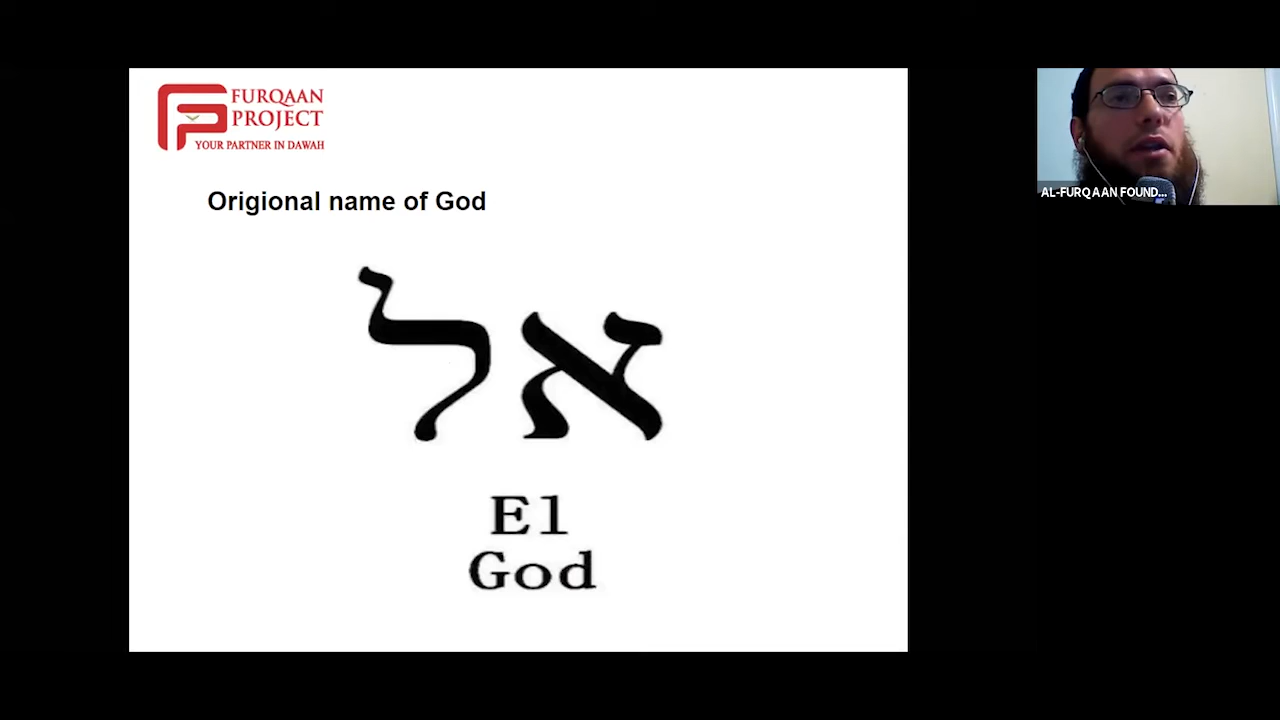 FURQAAN
PROJECT
YOUR PARTNER IN DAWAH
Origional name of God
אל
El
God
AL-FURQAAN FOUND...